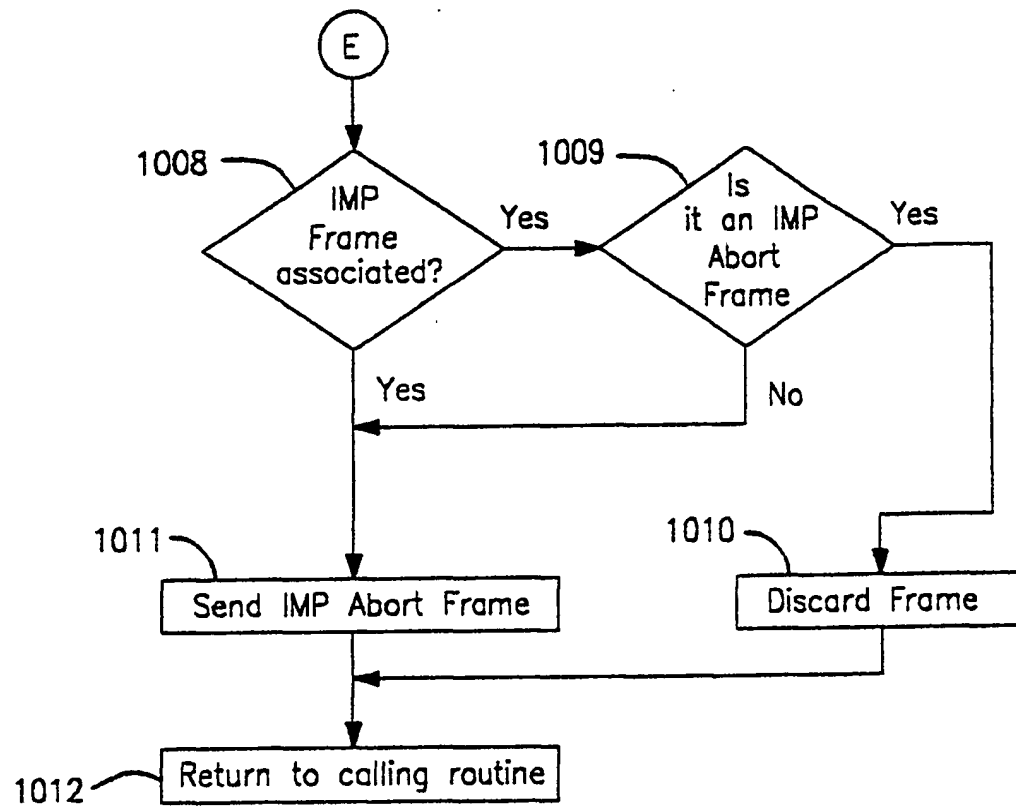 E
1008
IMP
Frame
associated?
Yes
1009
Is
it an IMP
Abort
Frame
Yes
Yes
No
1011
Send IMP Abort Frame
1010
Discard Frame
1012
Return to calling routine